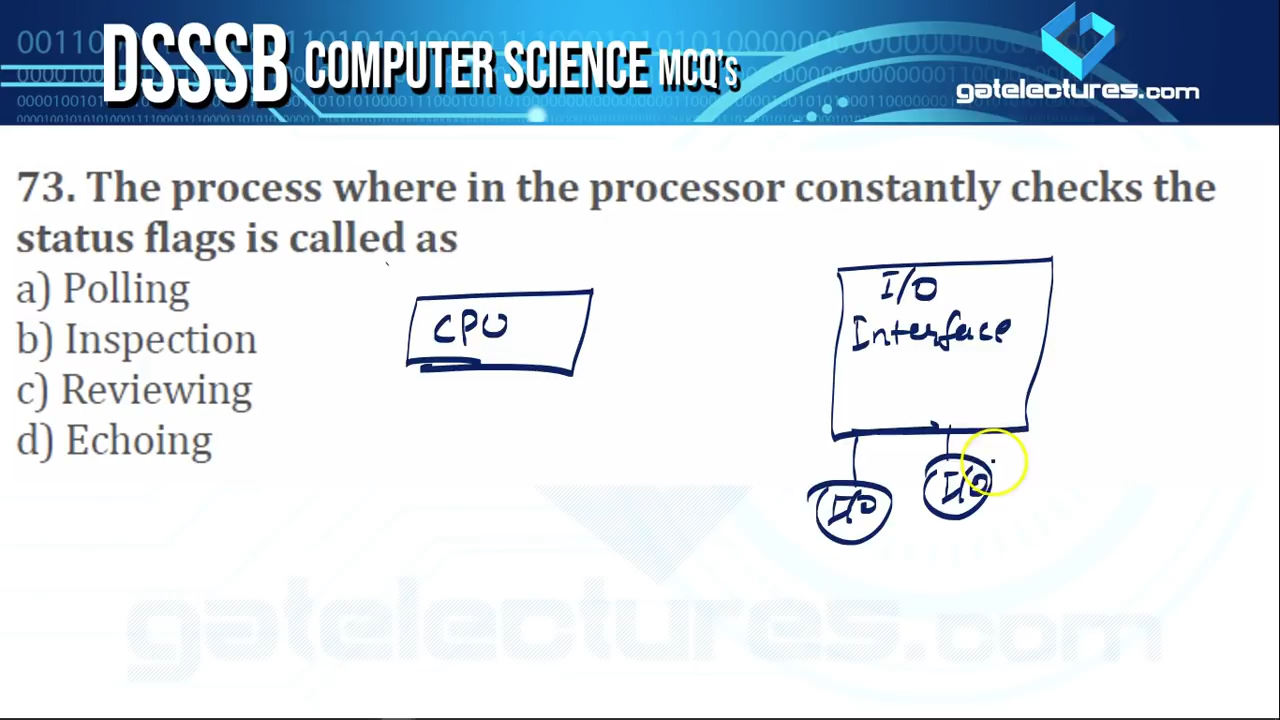 DSSSB COMPUTER SCIENCE MCQ's
gatelectures.com
73. The process where in the processor constantly checks the
status flags is called as
a) Polling
b) Inspection
c) Reviewing
d) Echoing
CPU
I/O
Interface
I/O
I/O
gatelectures.com